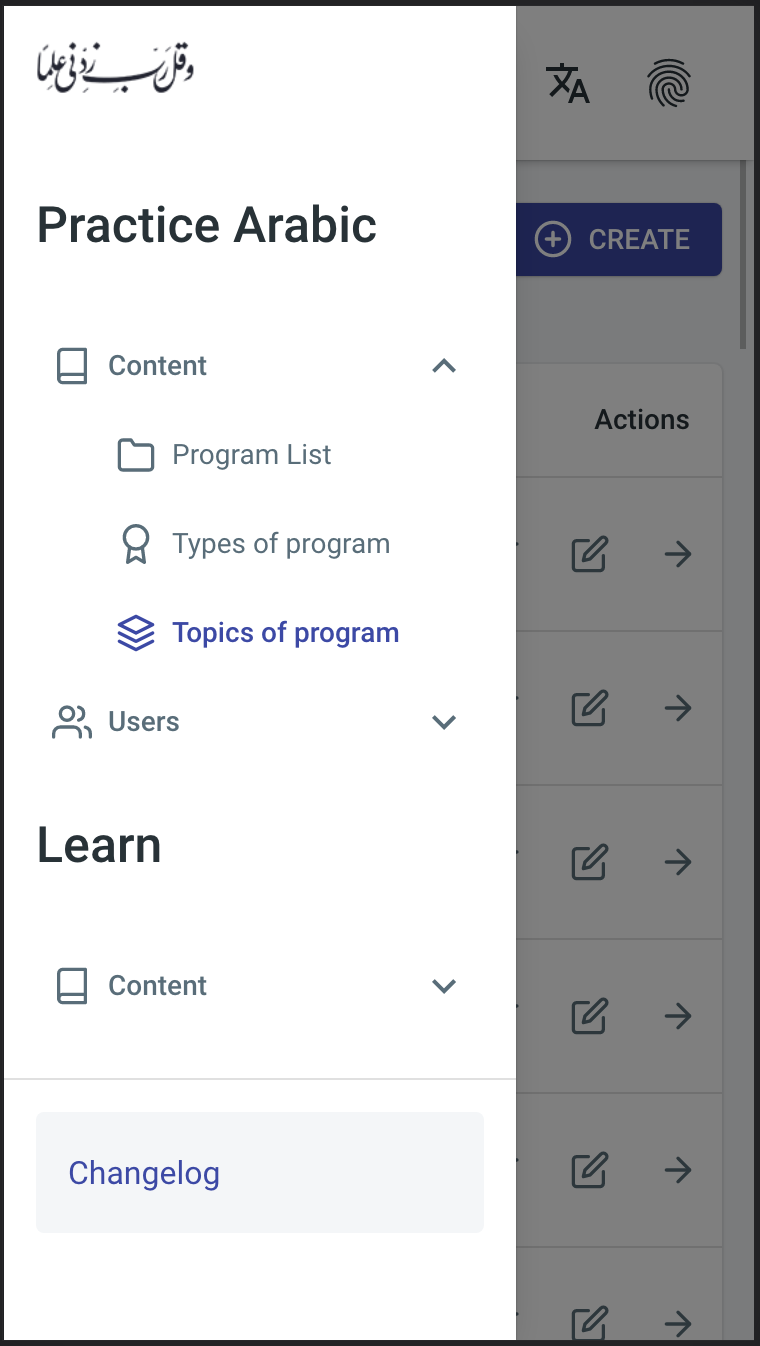 وقل رب زدني علما
Practice Arabic
CREATE
Content
Actions
Program List
Types of program
Topics of program
Users
Learn
Content
Changelog